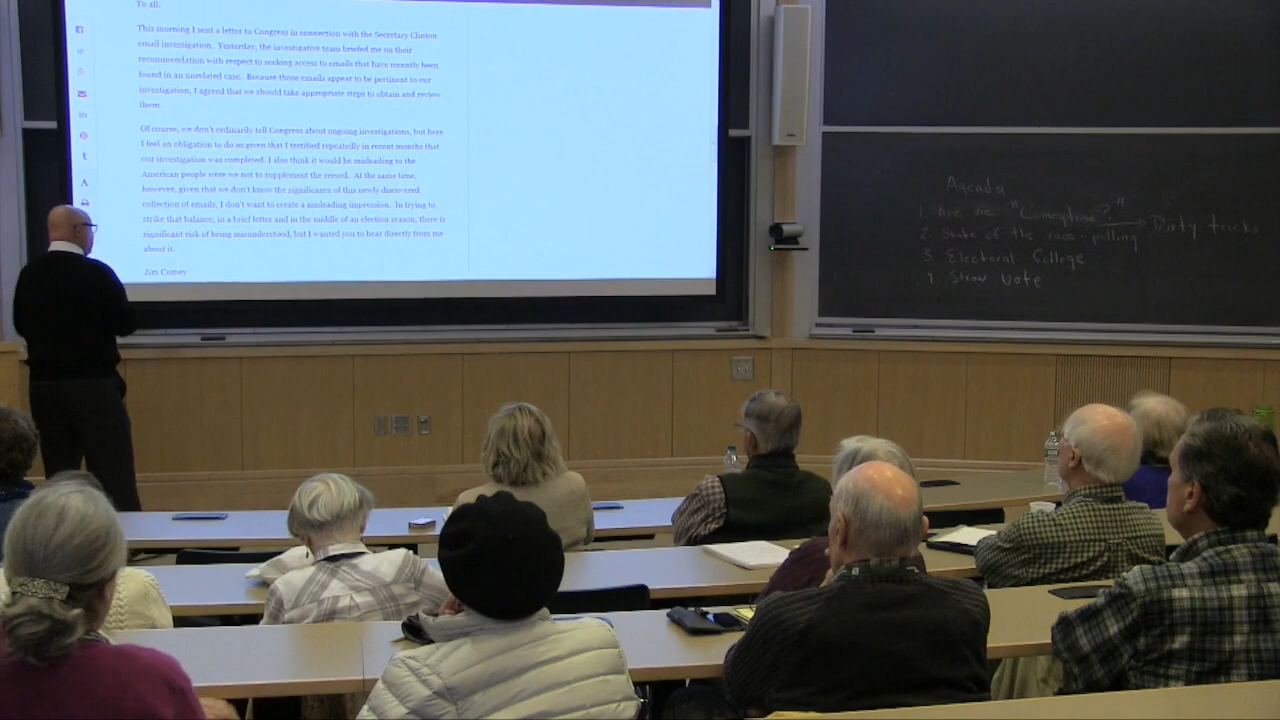 To all:
This morning I sent a letter to Congress in connection with the Secretary Clinton
email investigation. Yesterday, the investigative team briefed me on their
recommendation with respect to seeking access to emails that have recently been
found in an unrelated case. Because those emails appear to be pertinent to our
investigation, I agreed that we should take appropriate steps to obtain and review
them.
Of course, we don't ordinarily tell Congress about ongoing investigations, but here
I feel an obligation to do so given that I testified repeatedly in recent months that
our investigation was completed. I also think it would be misleading to the
American people were we not to supplement the record. At the same time,
however, given that we don't know the significance of this newly discovered
collection of emails, I don't want to create a misleading impression. In trying to
strike that balance, in a brief letter and in the middle of an election season, there is
significant risk of being misunderstood, but I wanted you to hear directly from me
about it.
Jim Comey
Agenda
1. Are we "Comeytose?"
2. State of the race - polling → Dirty tricks
3 Electoral College
4. Straw Vote